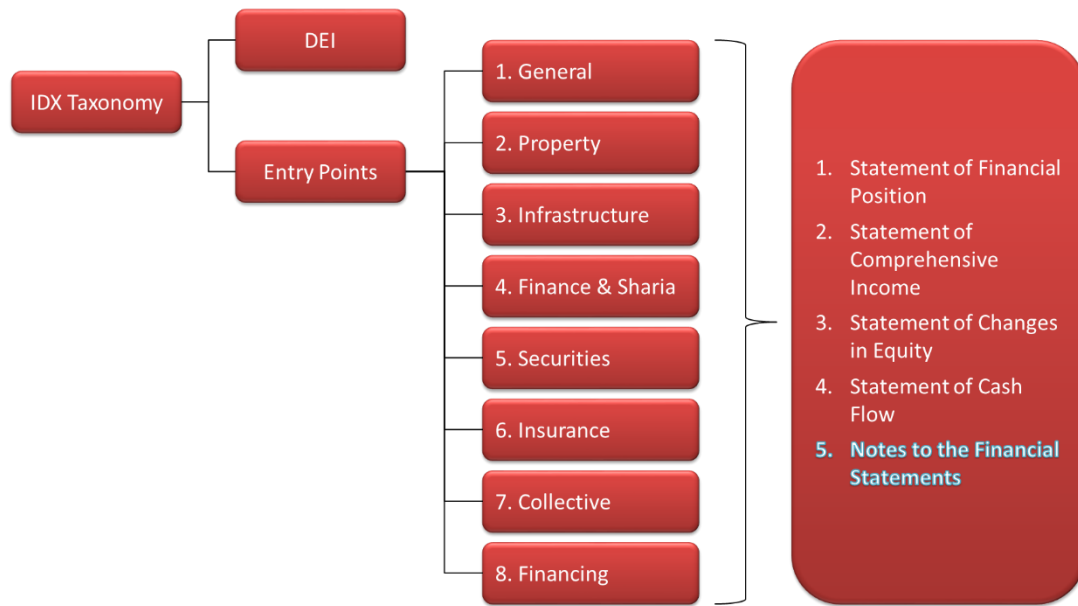 DEI
IDX Taxonomy
Entry Points
1. General
2. Property
3. Infrastructure
4. Finance & Sharia
5. Securities
6. Insurance
7. Collective
8. Financing
1. Statement of Financial
Position
2. Statement of
Comprehensive
Income
3. Statement of Changes
in Equity
4. Statement of Cash
Flow
5. Notes to the Financial
Statements